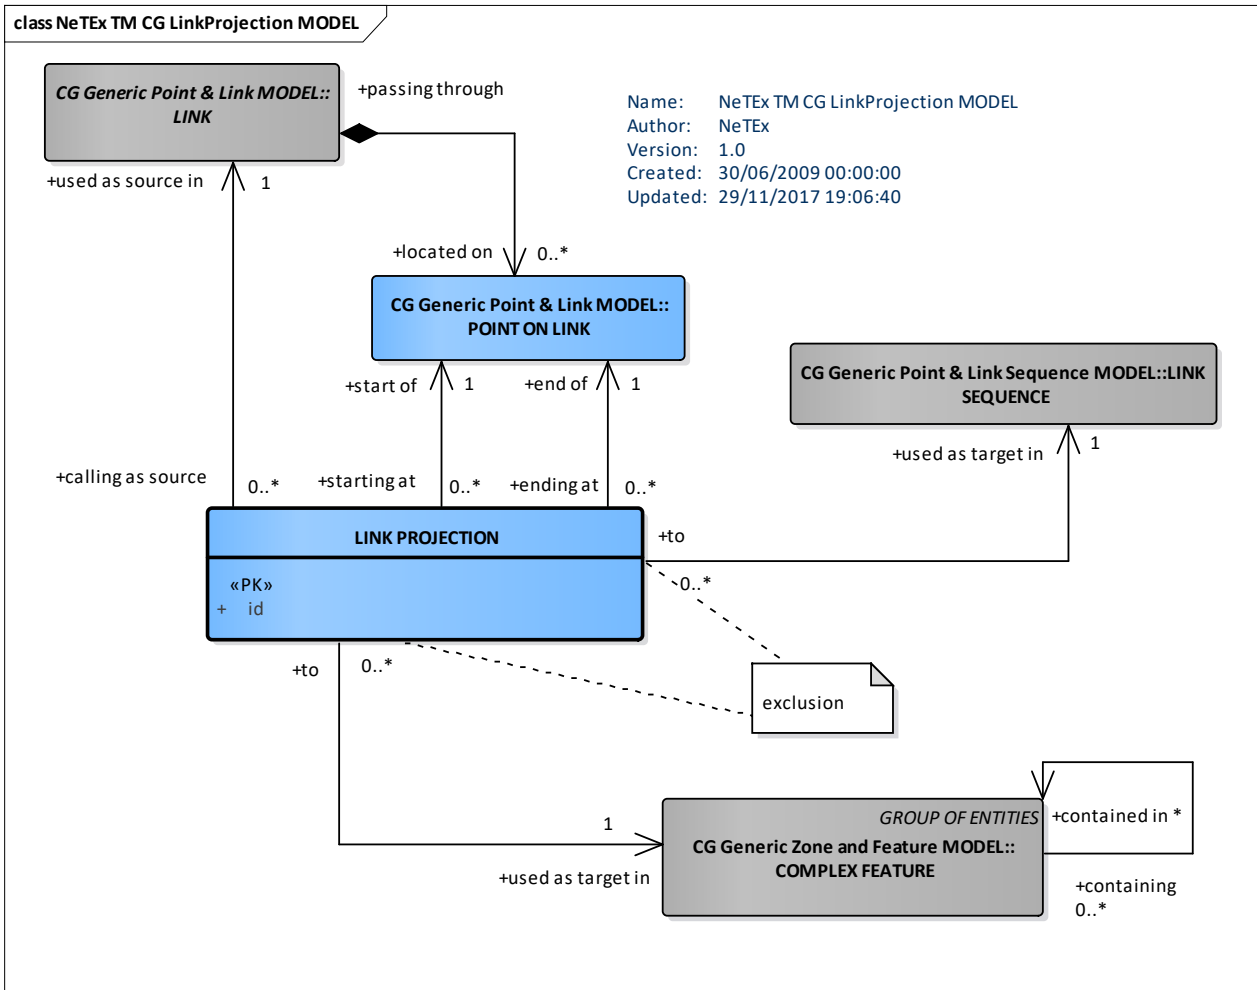 class NeTEx TM CG LinkProjection MODEL
CG Generic Point & Link MODEL::
LINK
+passing through
Name: NeTEx TM CG LinkProjection MODEL
Author: NeTEx
Version: 1.0
Created: 30/06/2009 00:00:00
Updated: 29/11/2017 19:06:40
+used as source in
1
+located on
0..*
CG Generic Point & Link MODEL::
POINT ON LINK
+start of
1
+end of
1
CG Generic Point & Link Sequence MODEL::LINK
SEQUENCE
+used as target in
1
+calling as source
0..*
+starting at
0..*
+ending at
0..*
LINK PROJECTION
«PK»
+ id
+to
0..*
+to
0..*
exclusion
1
+used as target in
GROUP OF ENTITIES
CG Generic Zone and Feature MODEL::
COMPLEX FEATURE
+contained in *
+containing
0..*